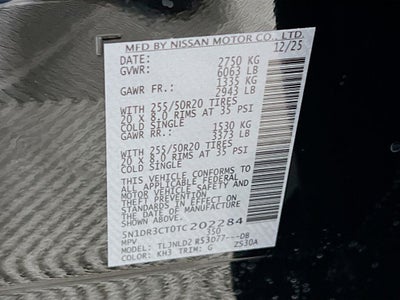 MFD BY NISSAN MOTOR CO., LTD.
12/25
DATE: 2750 KG
GVWR: 6063 LB
1335 KG
GAWR FR.: 2943 LB
WITH 255/50R20 TIRES
20 X 8.0 RIMS AT 35 PSI
COLD SINGLE
1530 KG
GAWR RR.: 3373 LB
WITH 255/50R20 TIRES
20 X 8.0 RIMS AT 35 PSI
COLD SINGLE
THIS VEHICLE CONFORMS TO ALL
APPLICABLE FEDERAL
MOTOR VEHICLE SAFETY AND
THEFT PREVENTION STANDARDS
IN EFFECT ON THE DATE OF
MANUFACTURE SHOWN ABOVE.
5N1DR3CT0TC202284
350
MPV
MODEL: TLJNLD2 R53D77---DB
COLOR: KH3 TRIM: G ZS30A